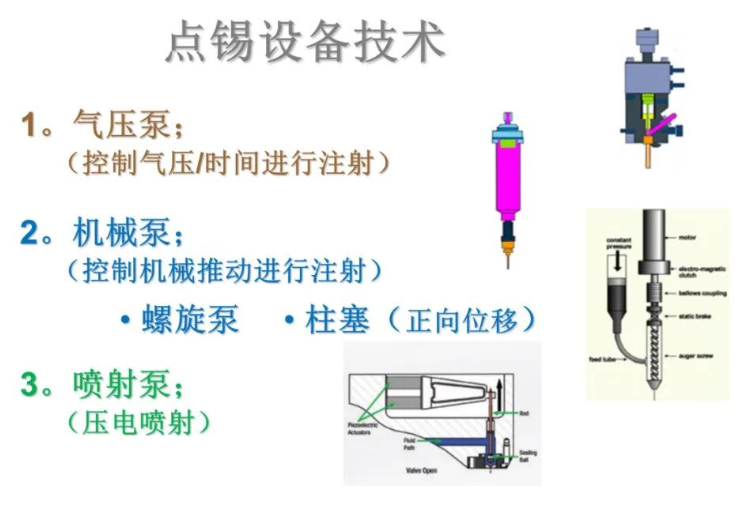 点锡设备技术
1。气压泵；
（控制气压/时间进行注射）
2。机械泵；
（控制机械推动进行注射）
•螺旋泵 •柱塞（正向位移）
3。喷射泵；
（压电喷射）
constant
pressure
motor
electro-magnetic
clutch
bellows coupling
static brake
feed tube
auger screw
Piezoelectric
Actuators
Rod
Fluid
Path
Sealing
Ball
Valve Open